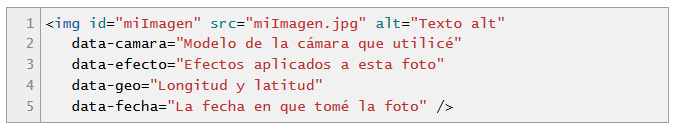 1 <img id="miImagen" src="miImagen.jpg" alt="Texto alt"
2 data-camara="Modelo de la cámara que utilicé"
3 data-efecto="Efectos aplicados a esta foto"
4 data-geo="Longitud y latitud"
5 data-fecha="La fecha en que tomé la foto" />